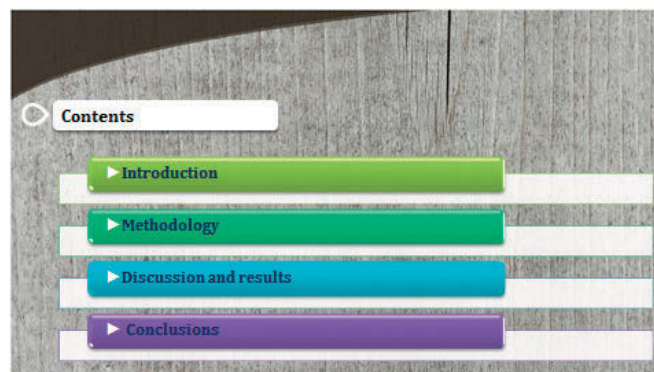 Contents
►Introduction
►Methodology
►Discussion and results
► Conclusions